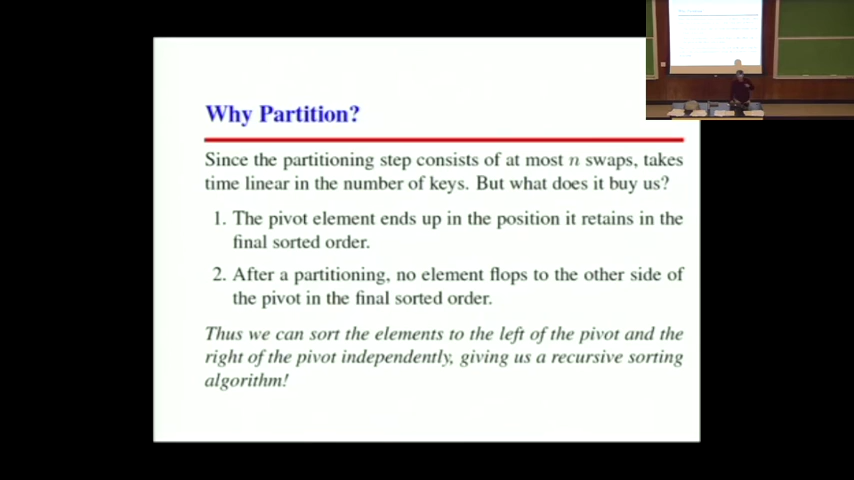 Why Partition?
Since the partitioning step consists of at most n swaps, takes
time linear in the number of keys. But what does it buy us?
1. The pivot element ends up in the position it retains in the
final sorted order.
2. After a partitioning, no element flops to the other side of
the pivot in the final sorted order.
Thus we can sort the elements to the left of the pivot and the
right of the pivot independently, giving us a recursive sorting
algorithm!